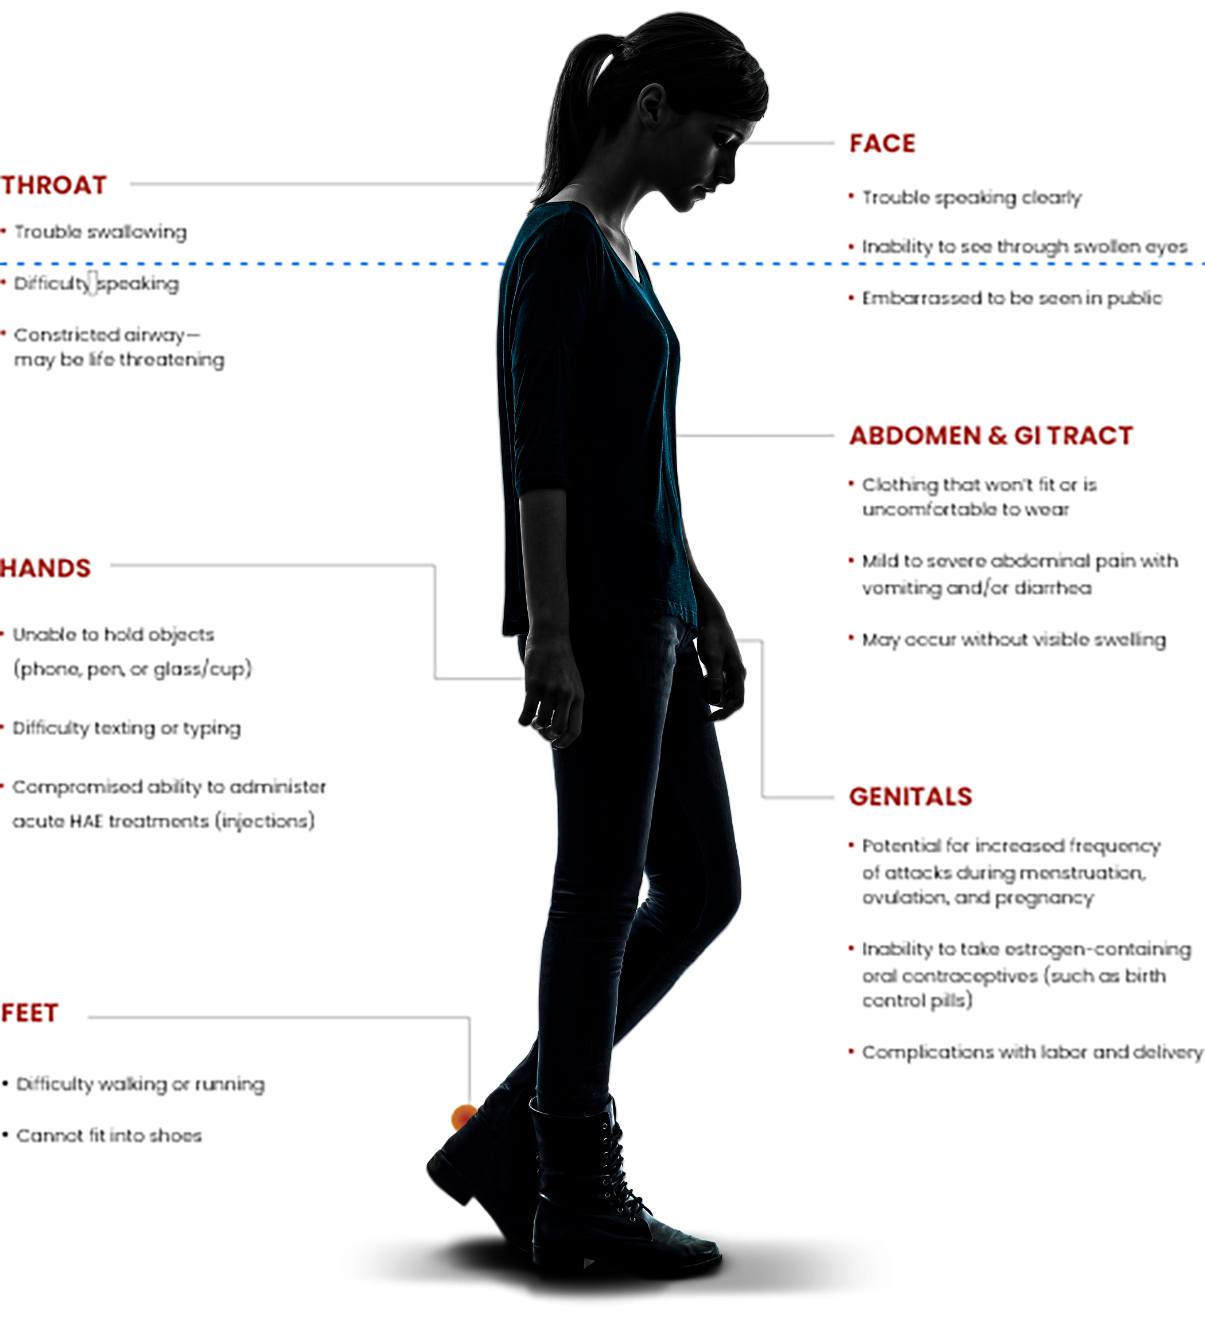 THROAT
• Trouble swallowing
• Difficulty speaking
• Constricted airway—
may be life threatening
HANDS
• Unable to hold objects
(phone, pen, or glass/cup)
• Difficulty texting or typing
• Compromised ability to administer
acute HAE treatments (injections)
FEET
• Difficulty walking or running
• Cannot fit into shoes
FACE
• Trouble speaking clearly
• Inability to see through swollen eyes
• Embarrassed to be seen in public
ABDOMEN & GI TRACT
• Clothing that won't fit or is
uncomfortable to wear
• Mild to severe abdominal pain with
vomiting and/or diarrhea
• May occur without visible swelling
GENITALS
• Potential for increased frequency
of attacks during menstruation,
ovulation, and pregnancy
• Inability to take estrogen-containing
oral contraceptives (such as birth
control pills)
• Complications with labor and delivery